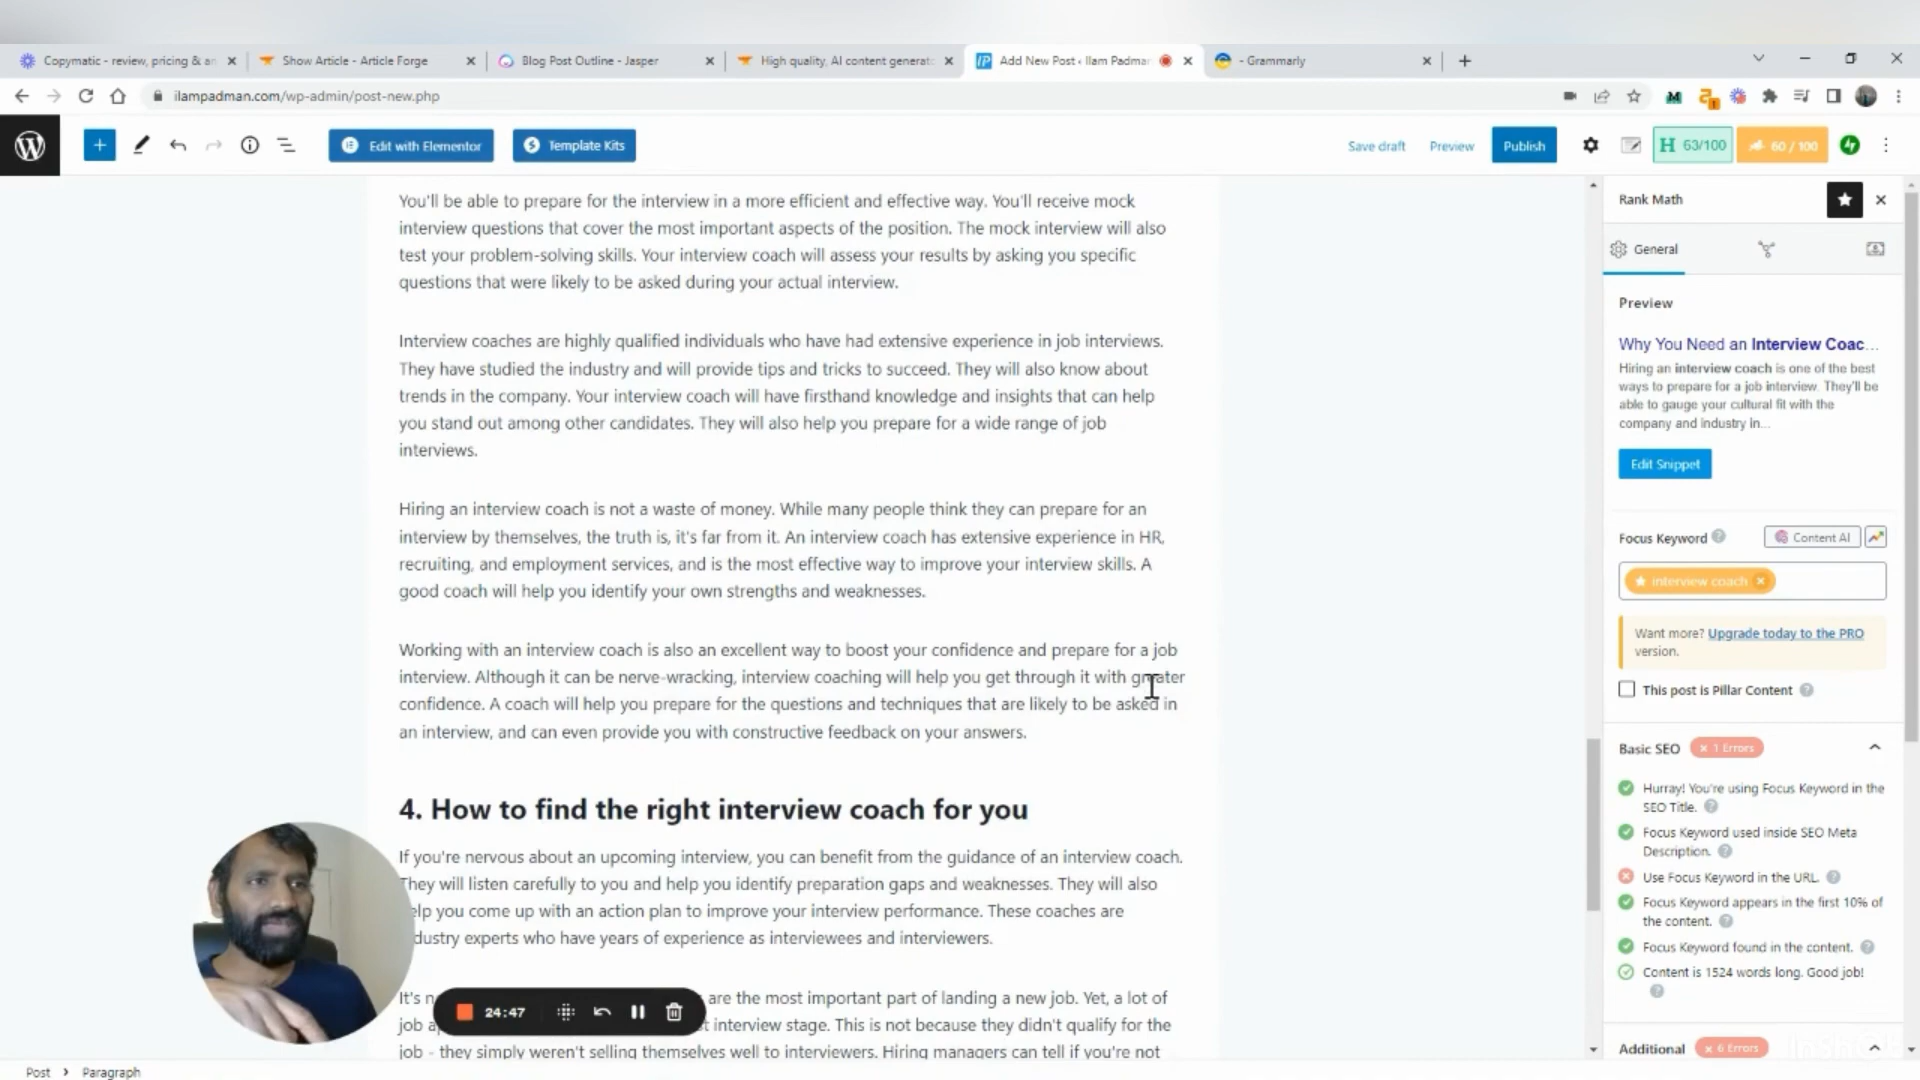 Copymatic - review, pricing & an
Show Article - Article Forge
Blog Post Outline - Jasper
High quality, AI content generato
Add New Post ‹ Ilam Padman
- Grammarly
ilampadman.com/wp-admin/post-new.php
Edit with Elementor
Template Kits
Save draft
Preview
Publish
H 63/100
60 / 100
You'll be able to prepare for the interview in a more efficient and effective way. You'll receive mock
interview questions that cover the most important aspects of the position. The mock interview will also
test your problem-solving skills. Your interview coach will assess your results by asking you specific
questions that were likely to be asked during your actual interview.
Interview coaches are highly qualified individuals who have had extensive experience in job interviews.
They have studied the industry and will provide tips and tricks to succeed. They will also know about
trends in the company. Your interview coach will have firsthand knowledge and insights that can help
you stand out among other candidates. They will also help you prepare for a wide range of job
interviews.
Hiring an interview coach is not a waste of money. While many people think they can prepare for an
interview by themselves, the truth is, it's far from it. An interview coach has extensive experience in HR,
recruiting, and employment services, and is the most effective way to improve your interview skills. A
good coach will help you identify your own strengths and weaknesses.
Working with an interview coach is also an excellent way to boost your confidence and prepare for a job
interview. Although it can be nerve-wracking, interview coaching will help you get through it with greater
confidence. A coach will help you prepare for the questions and techniques that are likely to be asked in
an interview, and can even provide you with constructive feedback on your answers.
4. How to find the right interview coach for you
If you're nervous about an upcoming interview, you can benefit from the guidance of an interview coach.
They will listen carefully to you and help you identify preparation gaps and weaknesses. They will also
elp you come up with an action plan to improve your interview performance. These coaches are
dustry experts who have years of experience as interviewees and interviewers.
It's n are the most important part of landing a new job. Yet, a lot of
job a t interview stage. This is not because they didn't qualify for the
job - they simply weren't selling themselves well to interviewers. Hiring managers can tell if you're not
24:47
Post > Paragraph
Rank Math
General
Preview
Why You Need an Interview Coac...
Hiring an interview coach is one of the best
ways to prepare for a job interview. They'll be
able to gauge your cultural fit with the
company and industry in...
Edit Snippet
Focus Keyword
Content AI
interview coach
Want more? Upgrade today to the PRO
version.
This post is Pillar Content
Basic SEO × 1 Errors
Hurray! You're using Focus Keyword in the
SEO Title.
Focus Keyword used inside SEO Meta
Description.
Use Focus Keyword in the URL.
Focus Keyword appears in the first 10% of
the content.
Focus Keyword found in the content.
Content is 1524 words long. Good job!
Additional × 6 Errors